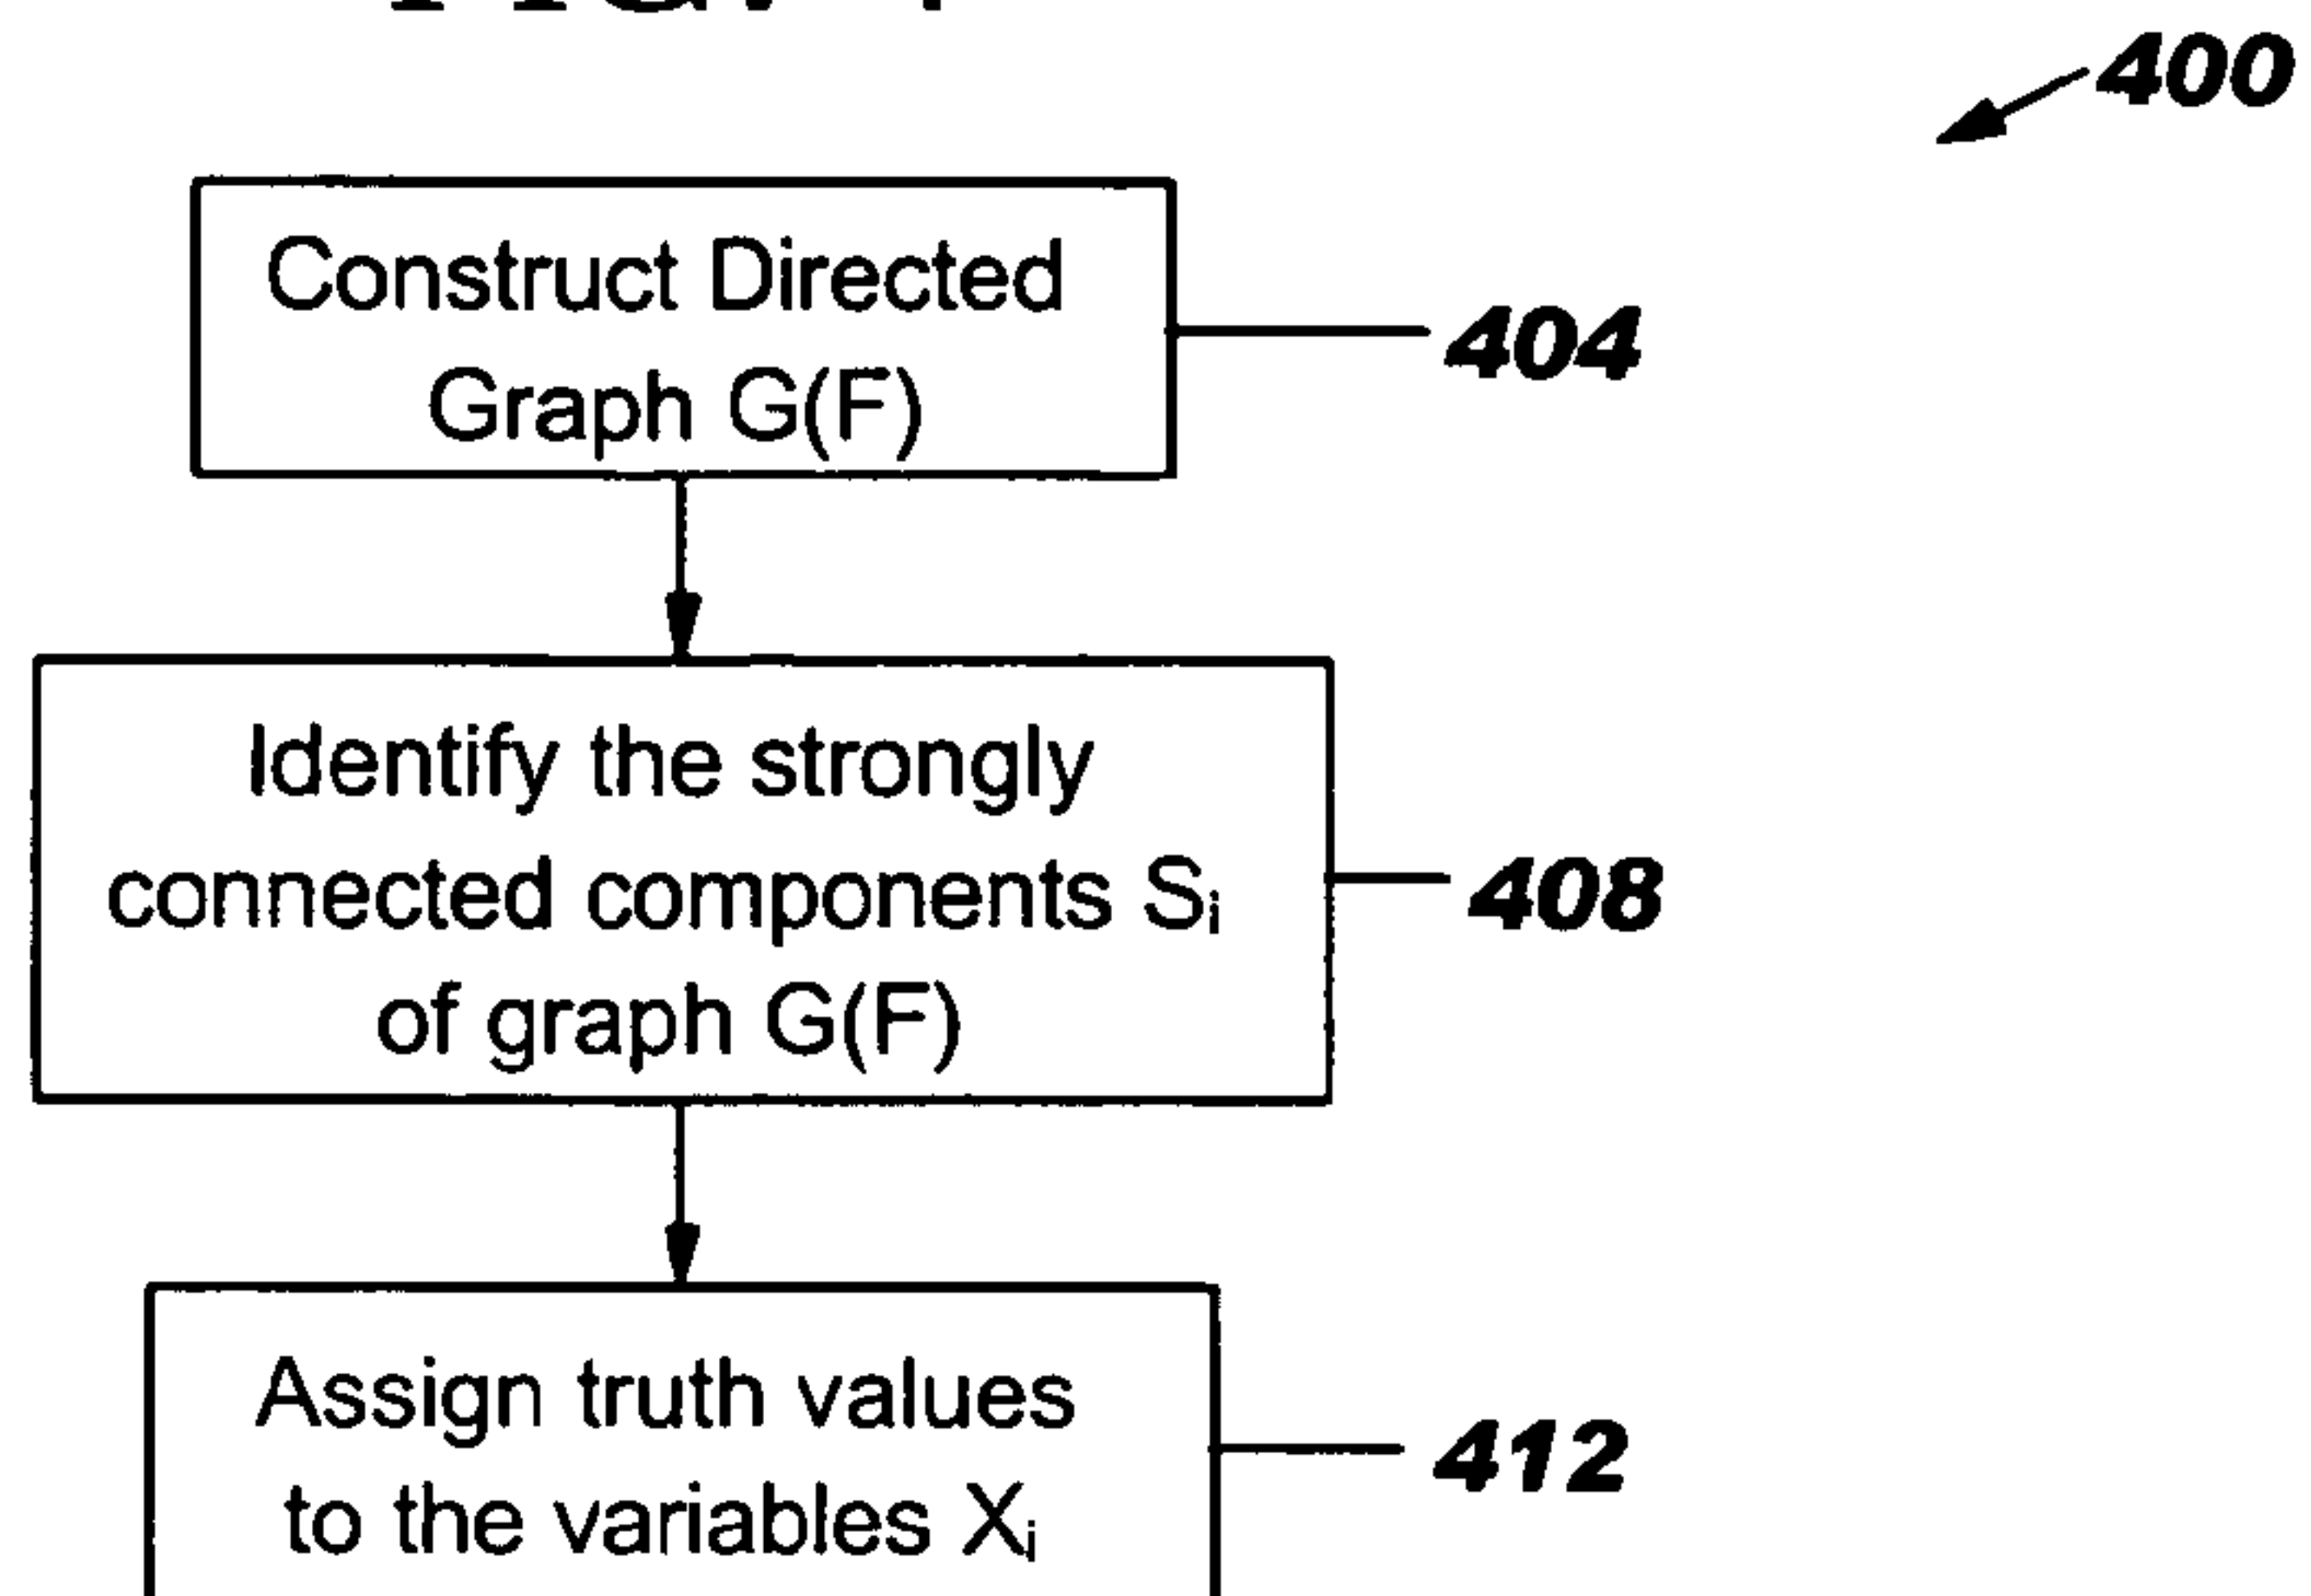 400
Construct Directed
Graph G(F)
404
Identify the strongly
connected components Si
of graph G(F)
408
Assign truth values
to the variables Xi
412